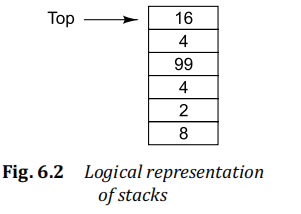 Top 16
4
99
4
2
8
Fig. 6.2 Logical representation
of stacks